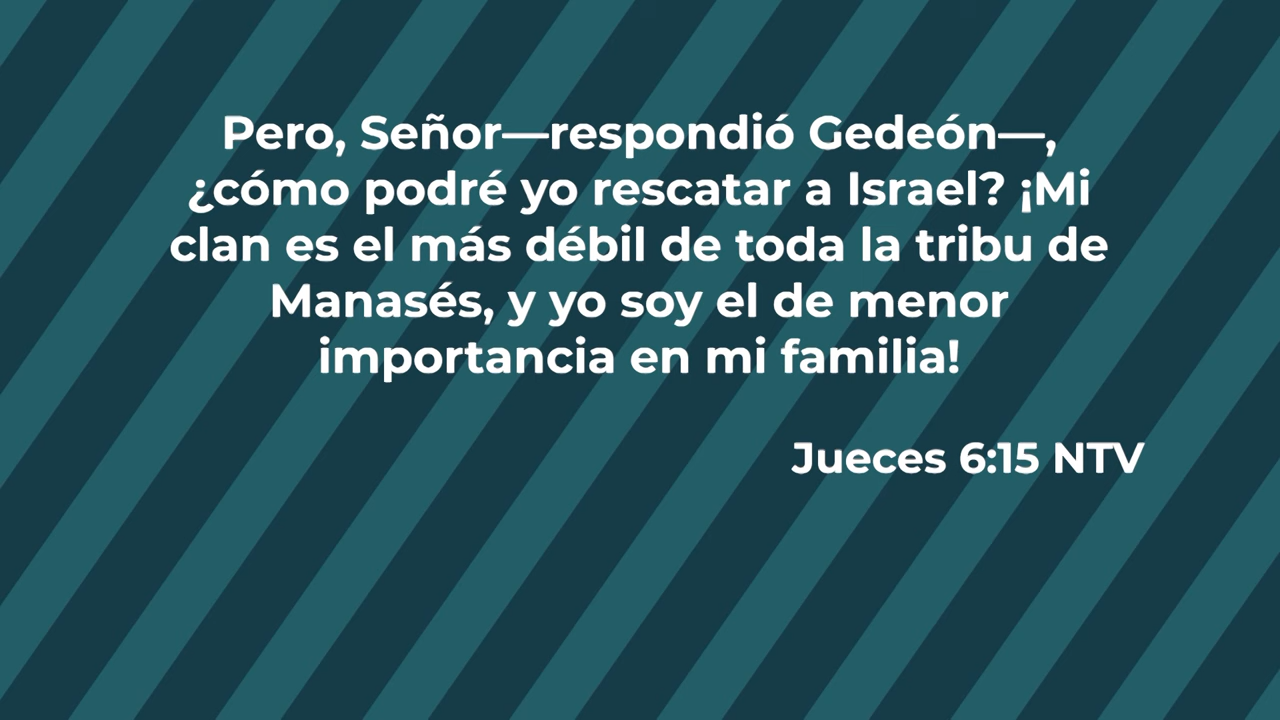 Pero, Señor—respondió Gedeón—,
¿cómo podré yo rescatar a Israel? ¡Mi
clan es el más débil de toda la tribu de
Manasés, y yo soy el de menor
importancia en mi familia!
Jueces 6:15 NTV